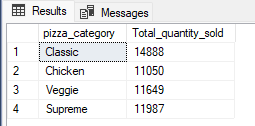 Results Messages
pizza_category Total_quantity_sold
1 Classic 14888
2 Chicken 11050
3 Veggie 11649
4 Supreme 11987